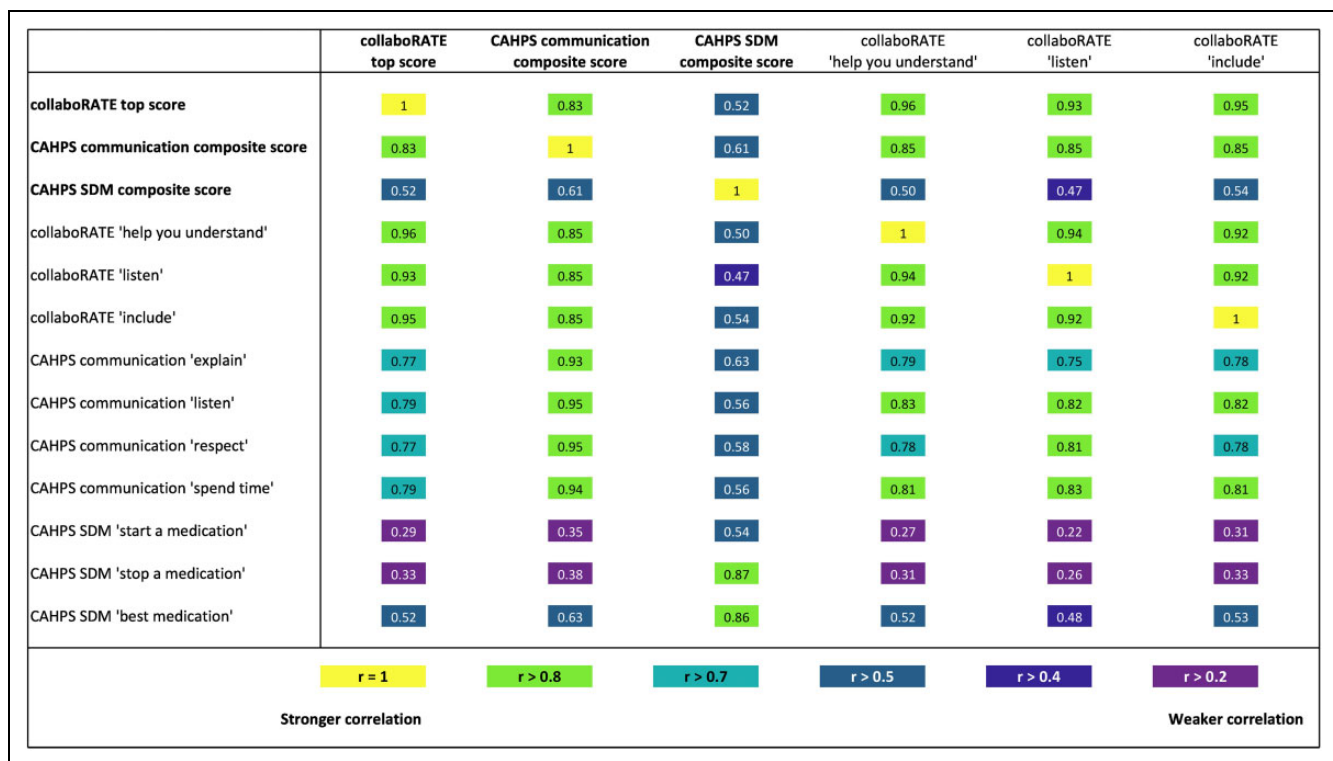 collaboRATE top score CAHPS communication composite score CAHPS SDM composite score collaboRATE 'help you understand' collaboRATE 'listen' collaboRATE 'include'
collaboRATE top score 1 0.83 0.52 0.96 0.93 0.95
CAHPS communication composite score 0.83 1 0.61 0.85 0.85 0.85
CAHPS SDM composite score 0.52 0.61 1 0.50 0.47 0.54
collaboRATE 'help you understand' 0.96 0.85 0.50 1 0.94 0.92
collaboRATE 'listen' 0.93 0.85 0.47 0.94 1 0.92
collaboRATE 'include' 0.95 0.85 0.54 0.92 0.92 1
CAHPS communication 'explain' 0.77 0.93 0.63 0.79 0.75 0.78
CAHPS communication 'listen' 0.79 0.95 0.56 0.83 0.82 0.82
CAHPS communication 'respect' 0.77 0.95 0.58 0.78 0.81 0.78
CAHPS communication 'spend time' 0.79 0.94 0.56 0.81 0.83 0.81
CAHPS SDM 'start a medication' 0.29 0.35 0.54 0.27 0.22 0.31
CAHPS SDM 'stop a medication' 0.33 0.38 0.87 0.31 0.26 0.33
CAHPS SDM 'best medication' 0.52 0.63 0.86 0.52 0.48 0.53
r = 1 r > 0.8 r > 0.7 r > 0.5 r > 0.4 r > 0.2
Stronger correlation Weaker correlation